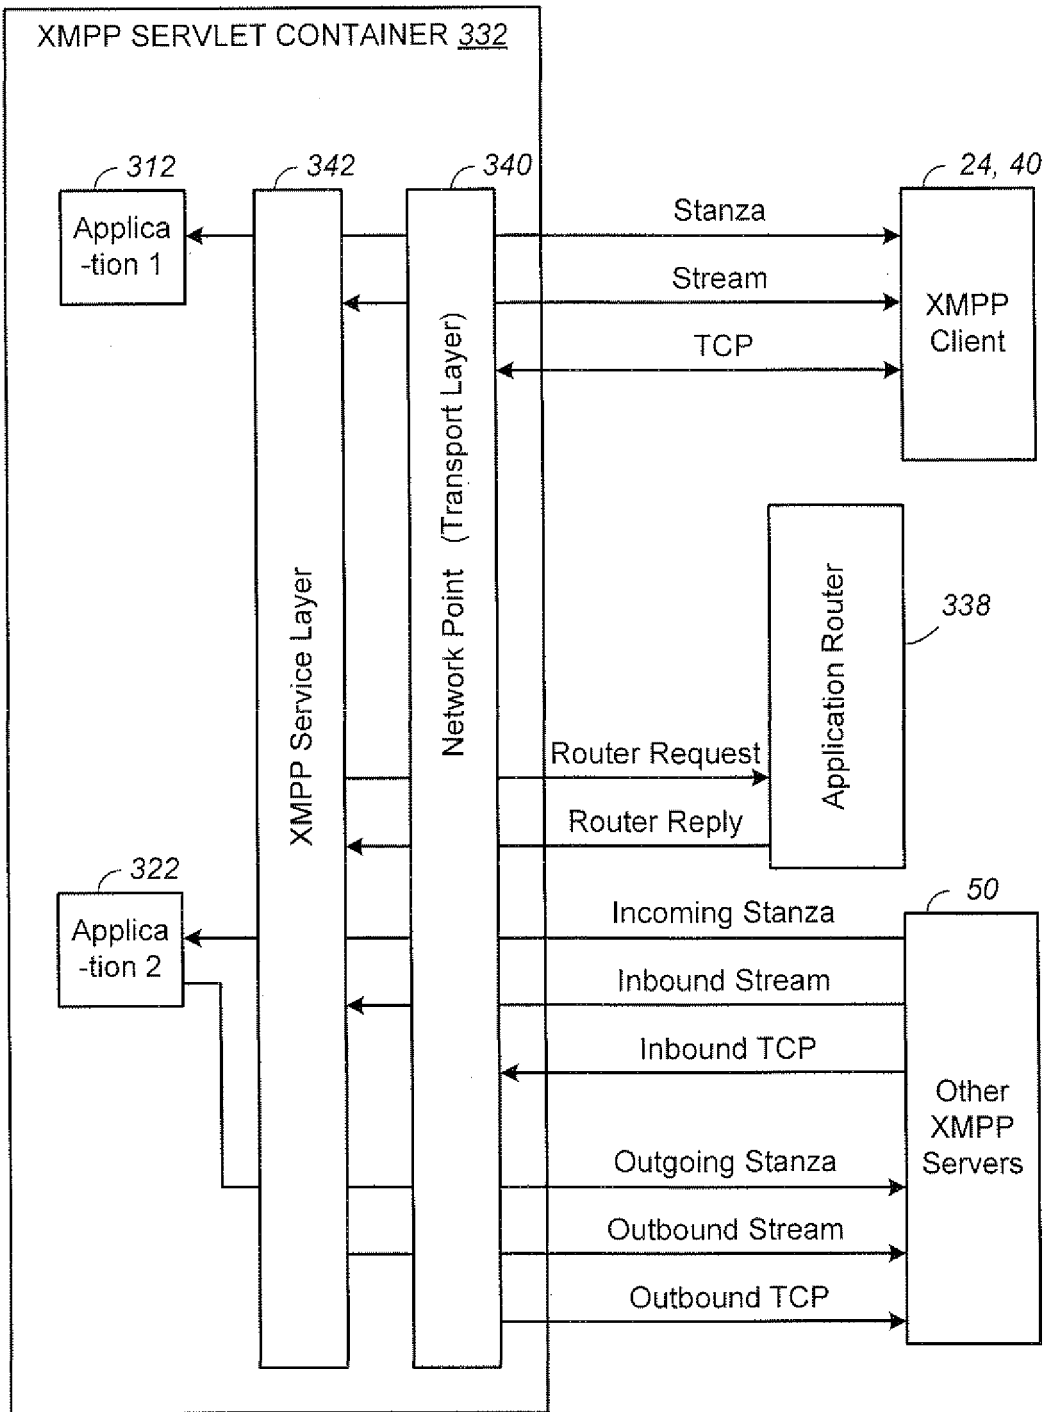 XMPP SERVLET CONTAINER 332
312
342
340
24, 40
Applica
-tion 1
Stanza
Stream
TCP
XMPP
Client
XMPP Service Layer
Network Point (Transport Layer)
Application Router
338
Router Request
Router Reply
322
Applica
-tion 2
50
Incoming Stanza
Inbound Stream
Inbound TCP
Other
XMPP
Servers
Outgoing Stanza
Outbound Stream
Outbound TCP